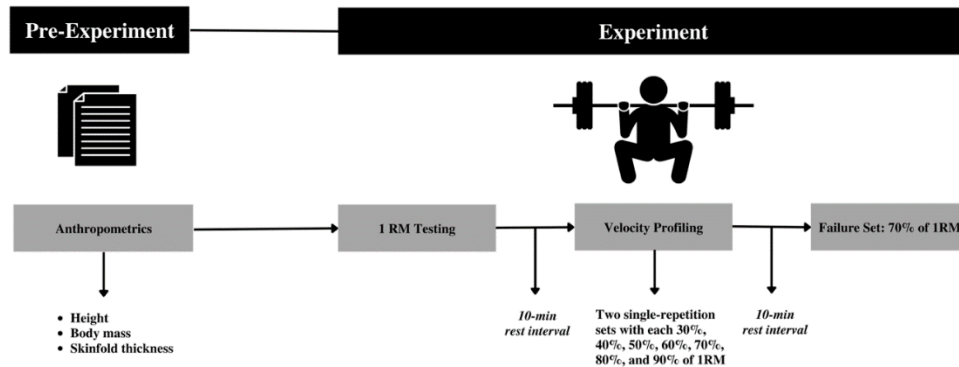 Pre-Experiment
Experiment
Anthropometrics
1 RM Testing
Velocity Profiling
Failure Set: 70% of 1RM
• Height
• Body mass
• Skinfold thickness
10-min
rest interval
Two single-repetition
sets with each 30%,
40%, 50%, 60%, 70%,
80%, and 90% of 1RM
10-min
rest interval